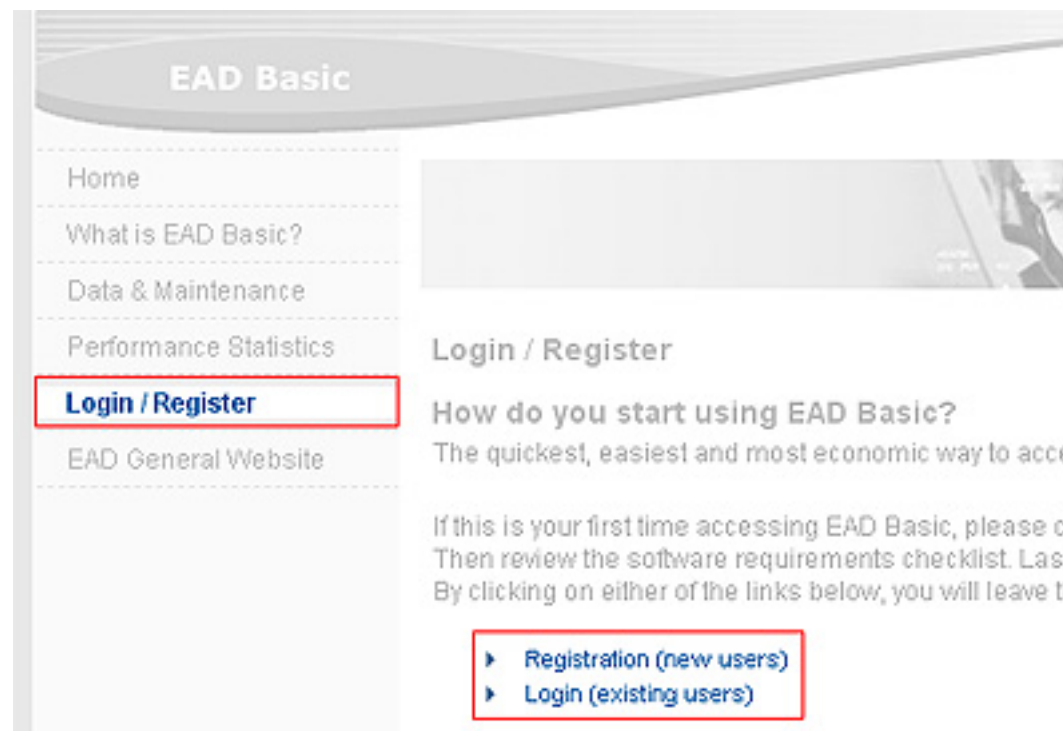 EAD Basic
Home
What is EAD Basic?
Data & Maintenance
Performance Statistics
Login / Register
EAD General Website
Login / Register
How do you start using EAD Basic?
The quickest, easiest and most economic way to
If this is your first time accessing EAD Basic, please
Then review the software requirements checklist.
By clicking on either of the links below, you will leave
Registration (new users)
Login (existing users)